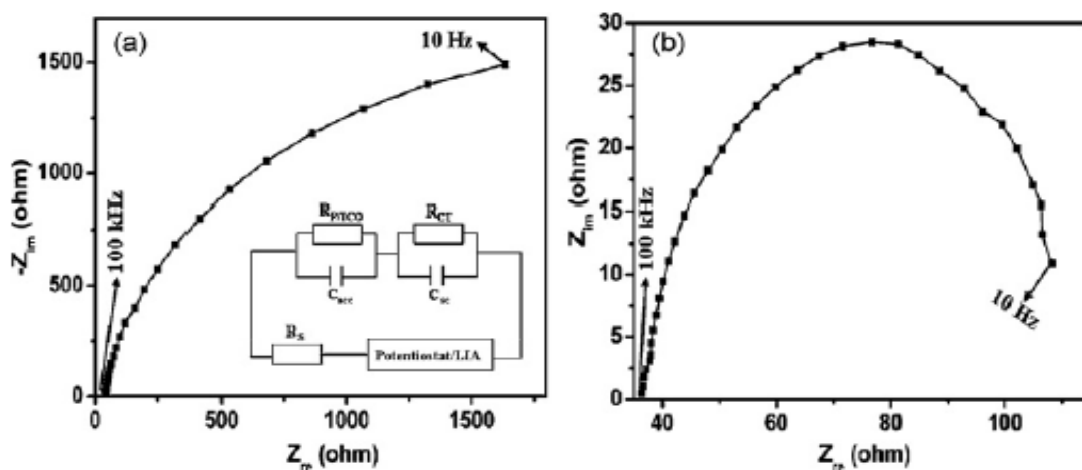 (a)
10 Hz
1500
1000
500
0
-Z_im (ohm)
100 kHz
R_CT
C_sc
R_S
Potentiostat/LIA
0 500 1000 1500
Z_re (ohm)
(b)
30
25
20
15
10
5
0
Z_im (ohm)
100 kHz
10 Hz
40 60 80 100
Z_re (ohm)